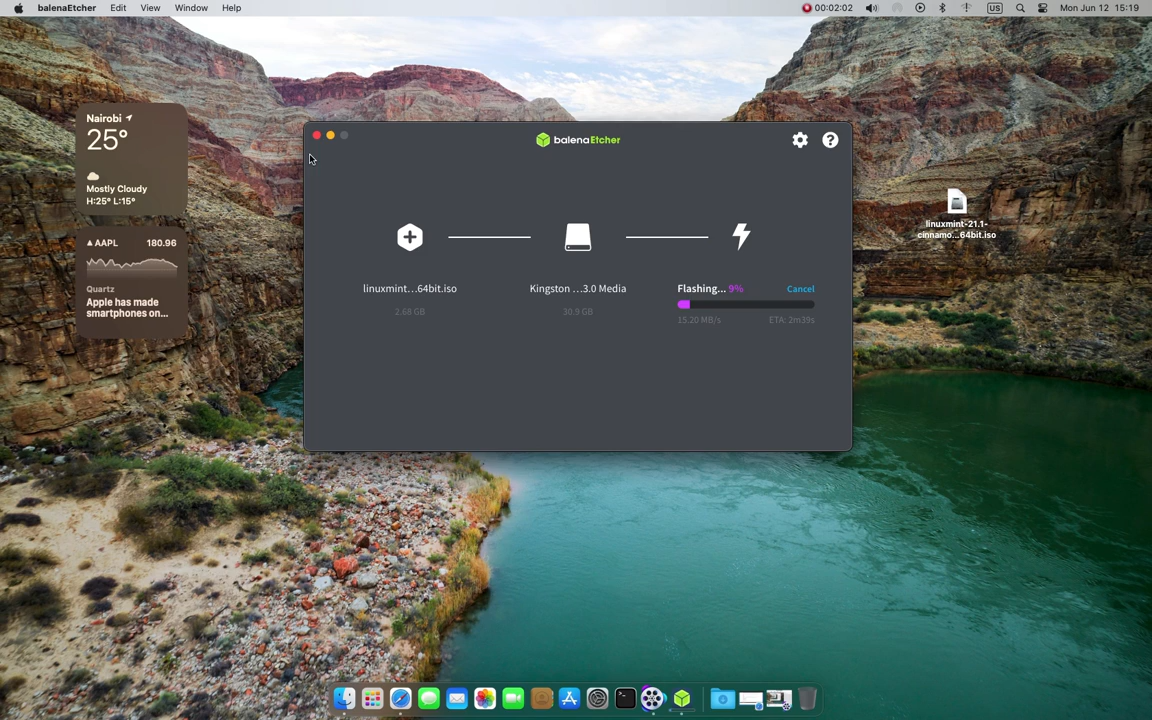 balenaEtcher Edit View Window Help
00:02:02 US Mon Jun 12 15:19
Nairobi
25°
Mostly Cloudy
H:25° L:15°
AAPL 180.96
Quartz
Apple has made
smartphones on...
balenaEtcher
linuxmint...64bit.iso
2.68 GB
Kingston ...3.0 Media
30.9 GB
Flashing... 9% Cancel
15.20 MB/s ETA: 2m39s
linuxmint-21.1-
cinnamo...64bit.iso